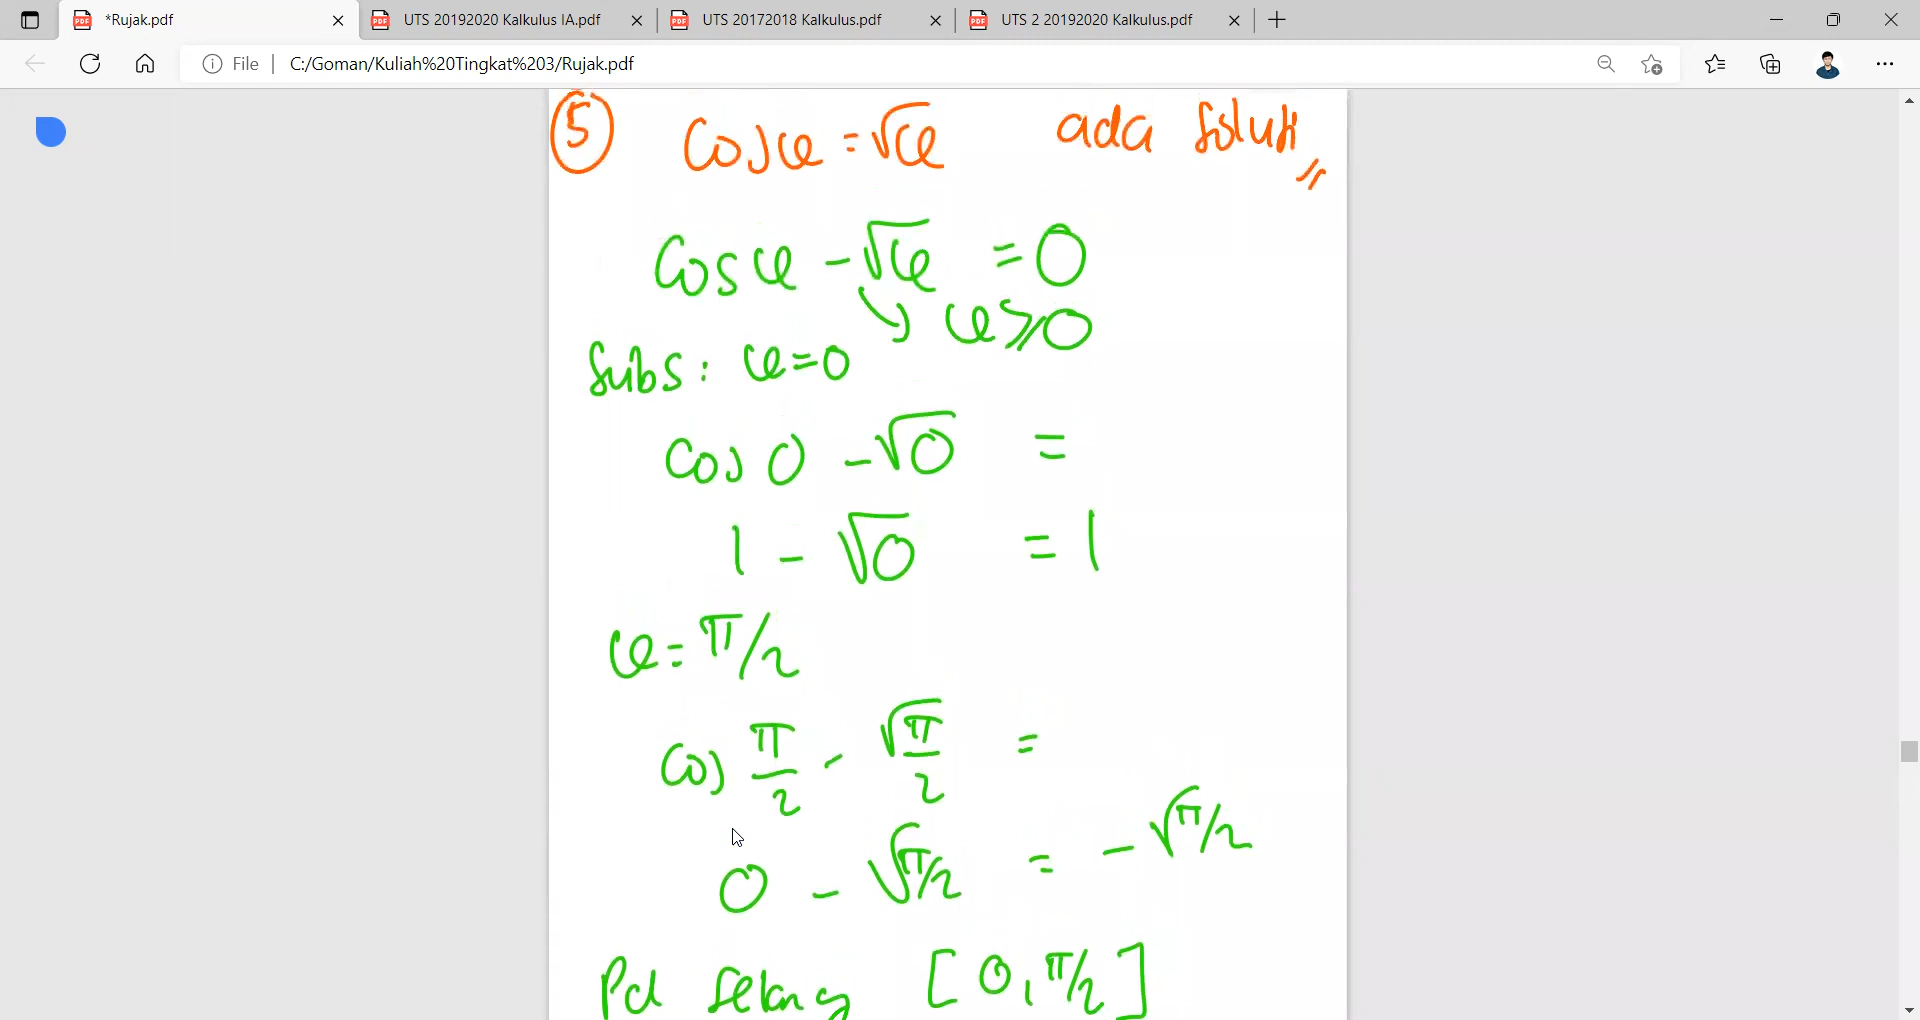 *Rujak.pdf
UTS 20192020 Kalkulus IA.pdf
UTS 20172018 Kalkulus.pdf
UTS 2 20192020 Kalkulus.pdf
File | C:/Goman/Kuliah%20Tingkat%203/Rujak.pdf
5 Cos x = √x ada Solusi
Cos x - √x = 0
x ≥ 0
Subs: x = 0
Cos 0 - √0 =
1 - √0 = 1
x = π/2
Cos π/2 - √π/2 =
0 - √π/2 = - √π/2
Pd Selang [0, π/2]